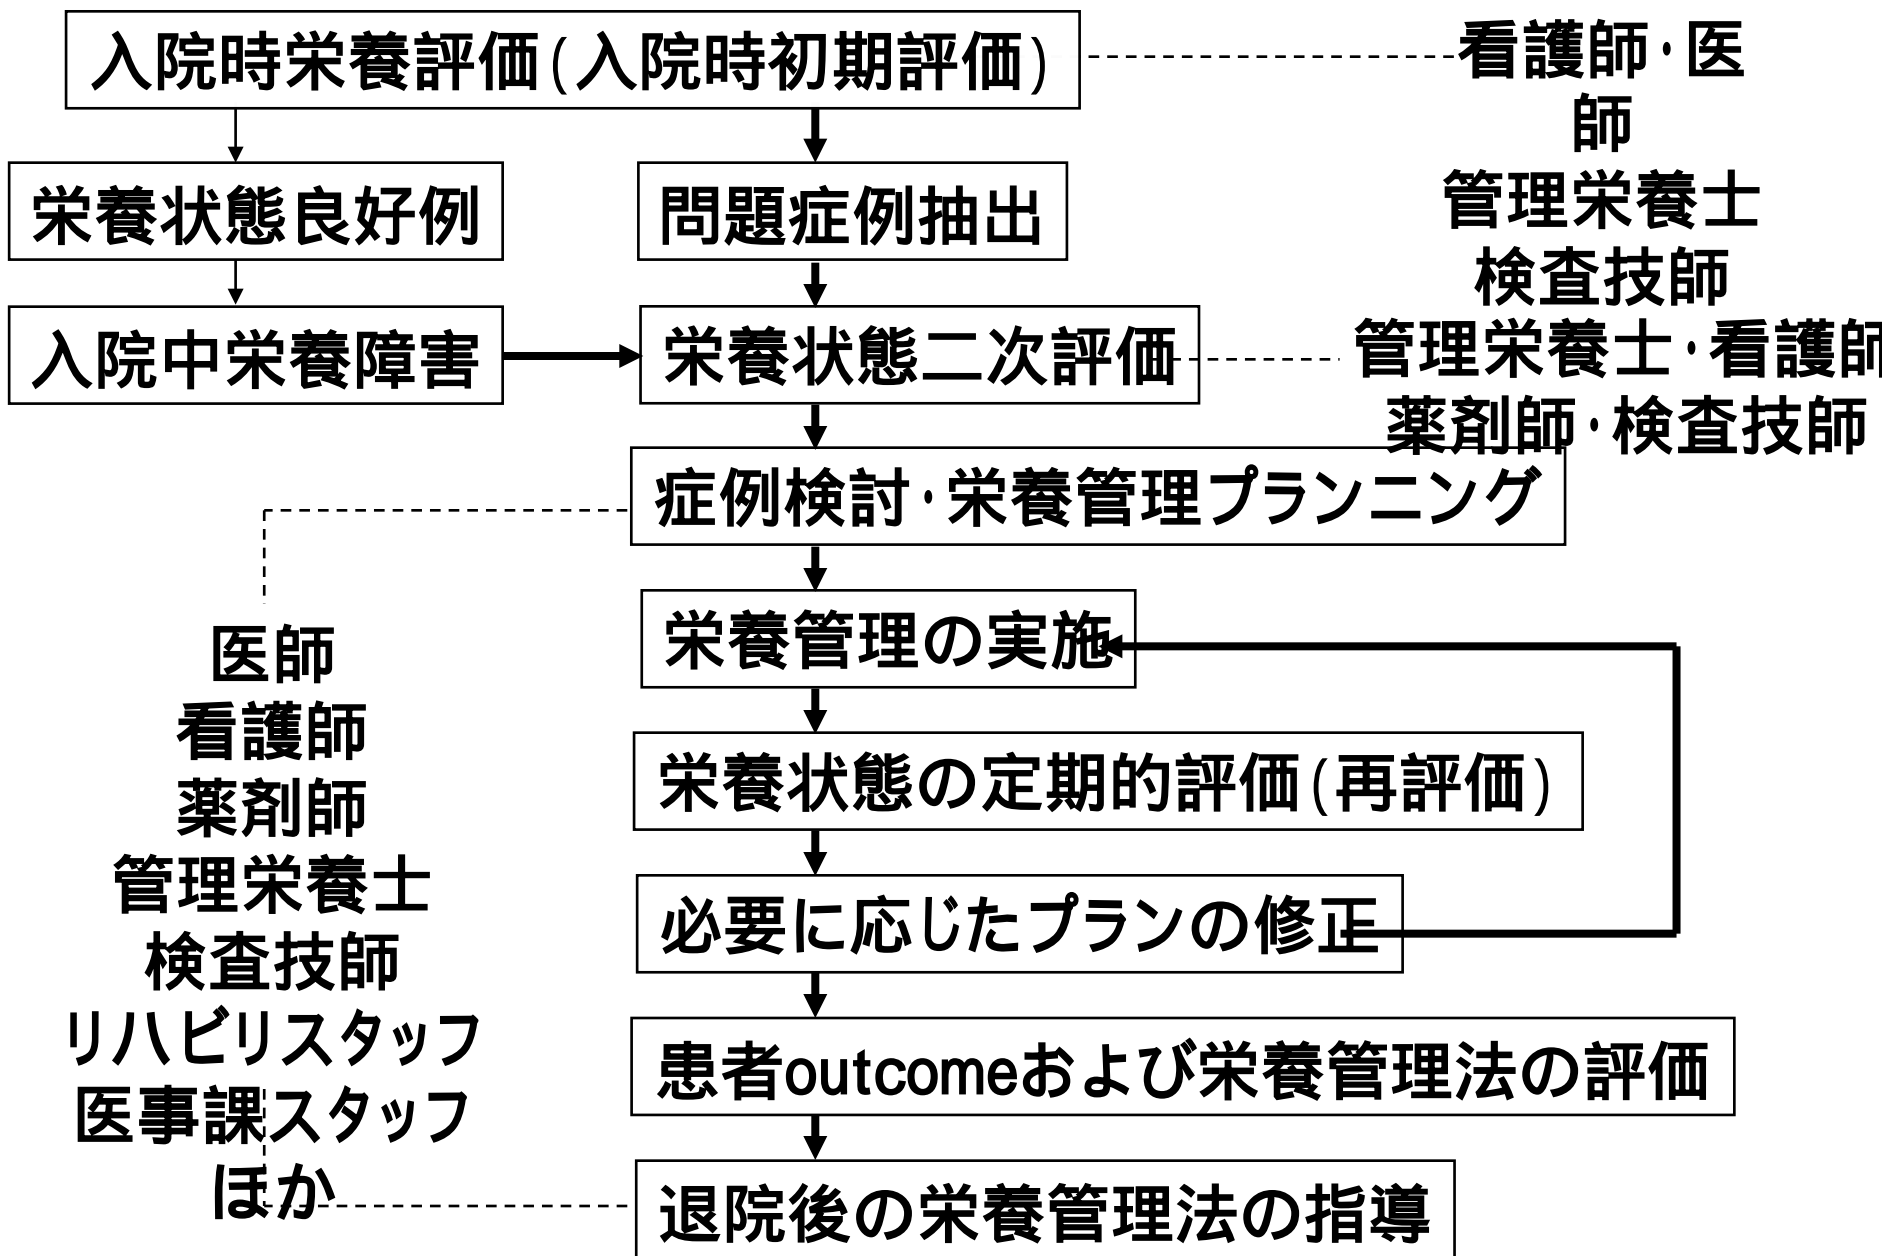 入院時栄養評価(入院時初期評価)
看護師・医
師
管理栄養士
検査技師
栄養状態良好例
問題症例抽出
入院中栄養障害
栄養状態二次評価
管理栄養士・看護師
薬剤師・検査技師
症例検討・栄養管理プランニング
栄養管理の実施
栄養状態の定期的評価(再評価)
必要に応じたプランの修正
患者outcomeおよび栄養管理法の評価
退院後の栄養管理法の指導
医師
看護師
薬剤師
管理栄養士
検査技師
リハビリスタッフ
医事課スタッフ
ほか